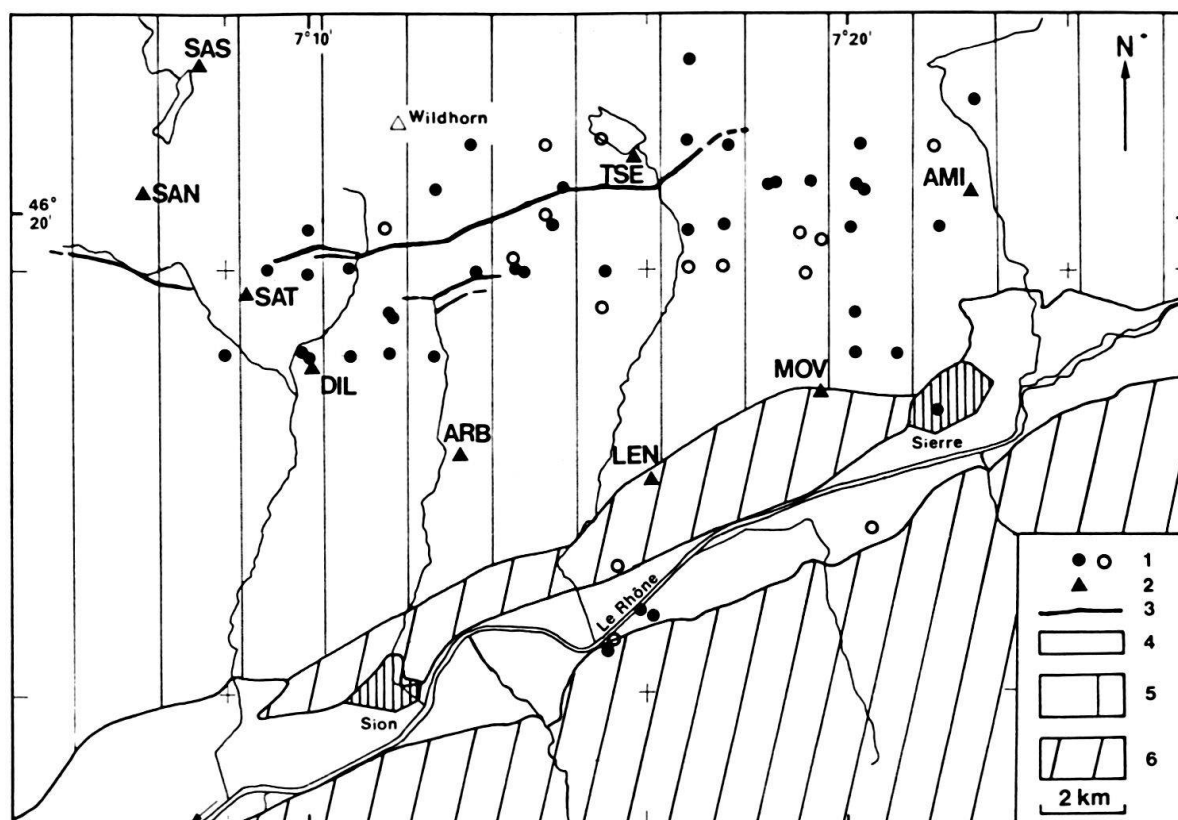 SAS
7° 10'
7° 20'
N
Wildhorn
TSE
SAN
AMI
46°
20'
SAT
DIL
MOV
ARB
Sierre
LEN
Le Rhône
Sion
1
2
3
4
5
6
2 km